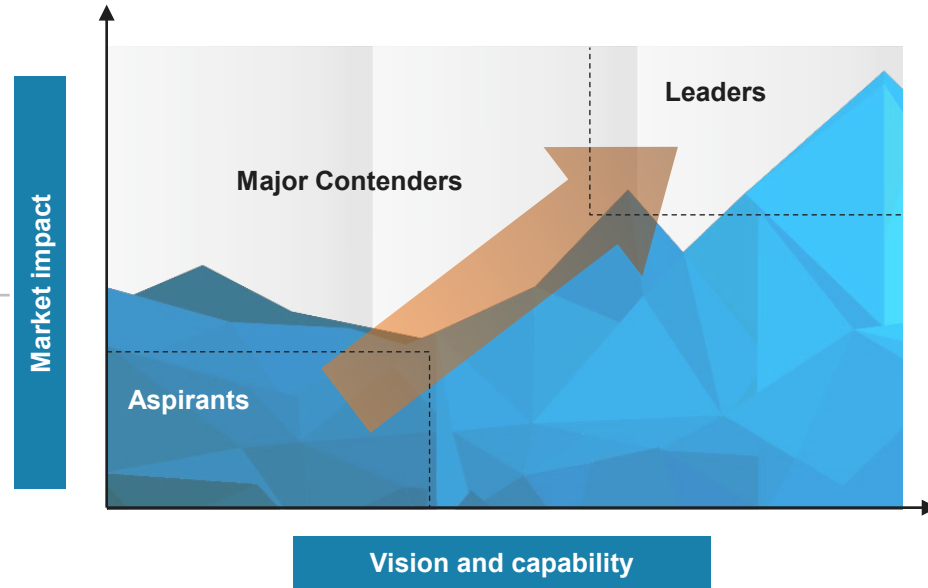 Leaders
Major Contenders
Market impact
Aspirants
Vision and capability